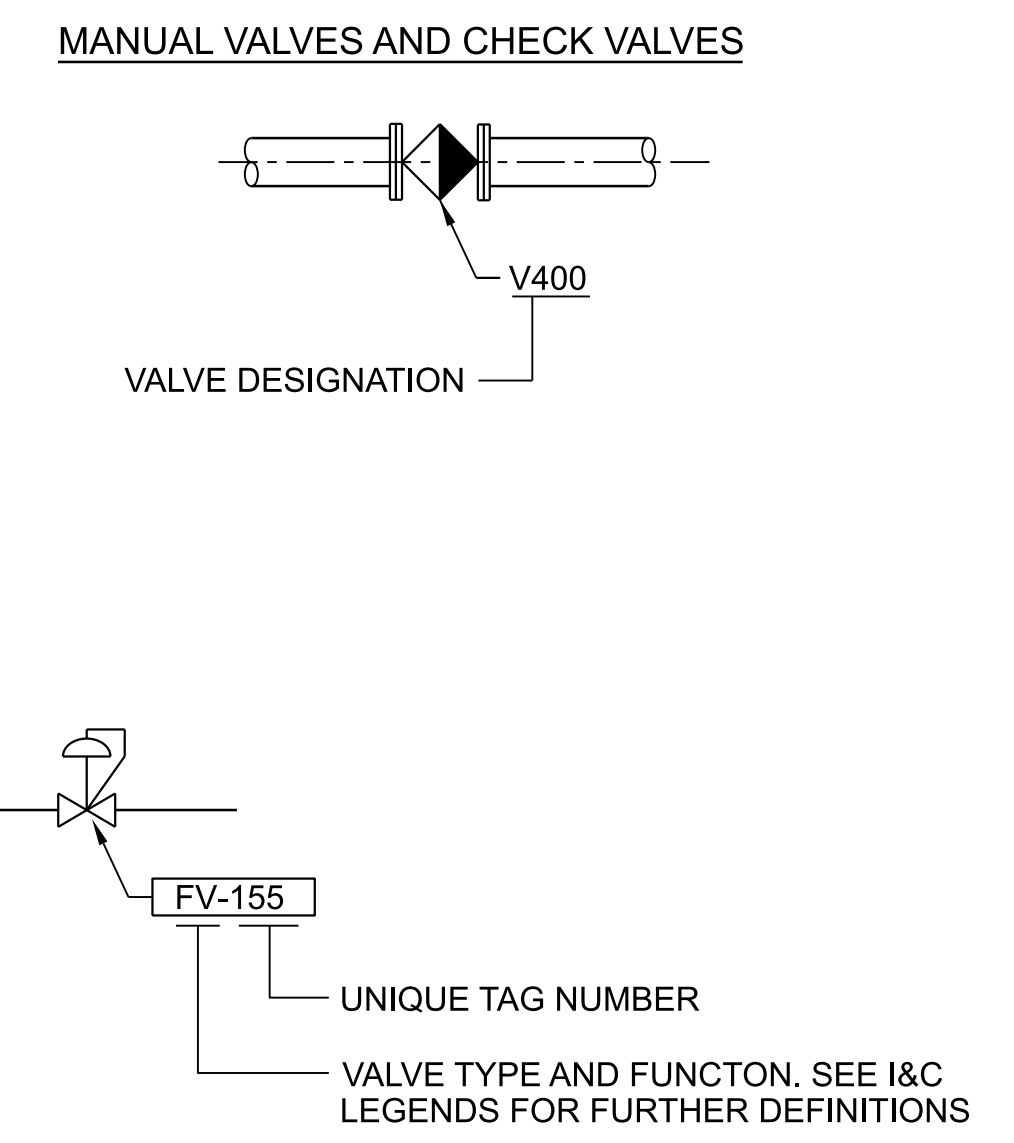 MANUAL VALVES AND CHECK VALVES
V400
VALVE DESIGNATION
FV-155
UNIQUE TAG NUMBER
VALVE TYPE AND FUNCTON. SEE I&C
LEGENDS FOR FURTHER DEFINITIONS